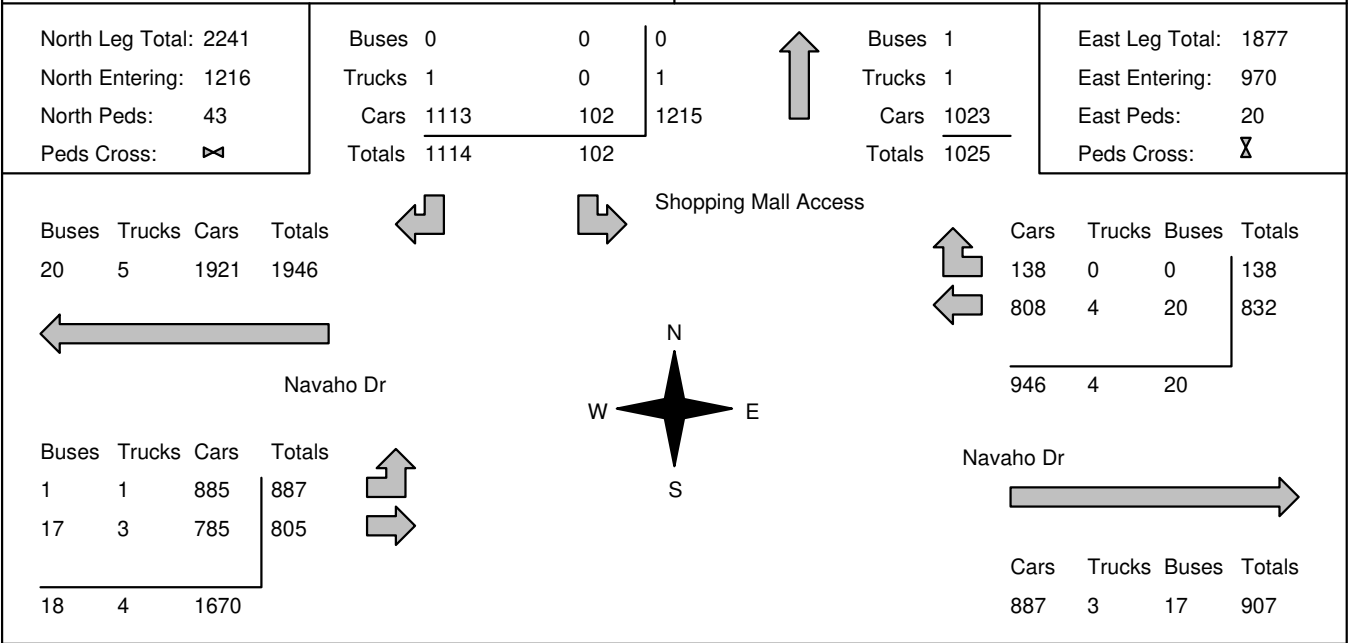 North Leg Total: 2241
North Entering: 1216
North Peds: 43
Peds Cross:
Buses 0 0 0
Trucks 1 0 1
Cars 1113 102 1215
Totals 1114 102
Buses 1
Trucks 1
Cars 1023
Totals 1025
East Leg Total: 1877
East Entering: 970
East Peds: 20
Peds Cross:
Shopping Mall Access
Buses Trucks Cars Totals
20 5 1921 1946
Cars Trucks Buses Totals
138 0 0 138
808 4 20 832
946 4 20
Navaho Dr
N
W E
S
Buses Trucks Cars Totals
1 1 885 887
17 3 785 805
18 4 1670
Navaho Dr
Cars Trucks Buses Totals
887 3 17 907